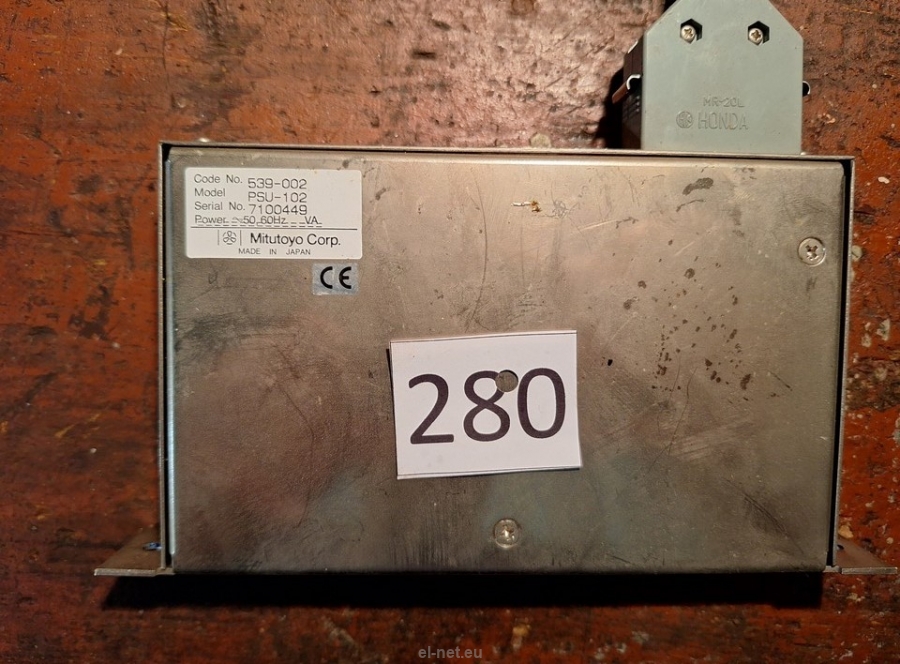 MR-20L
HONDA
Code No. 539-002
Model PSU-102
Serial No. 7100449
Power ~50,60Hz VA
Mitutoyo Corp.
MADE IN JAPAN
CE
280
el-net.eu